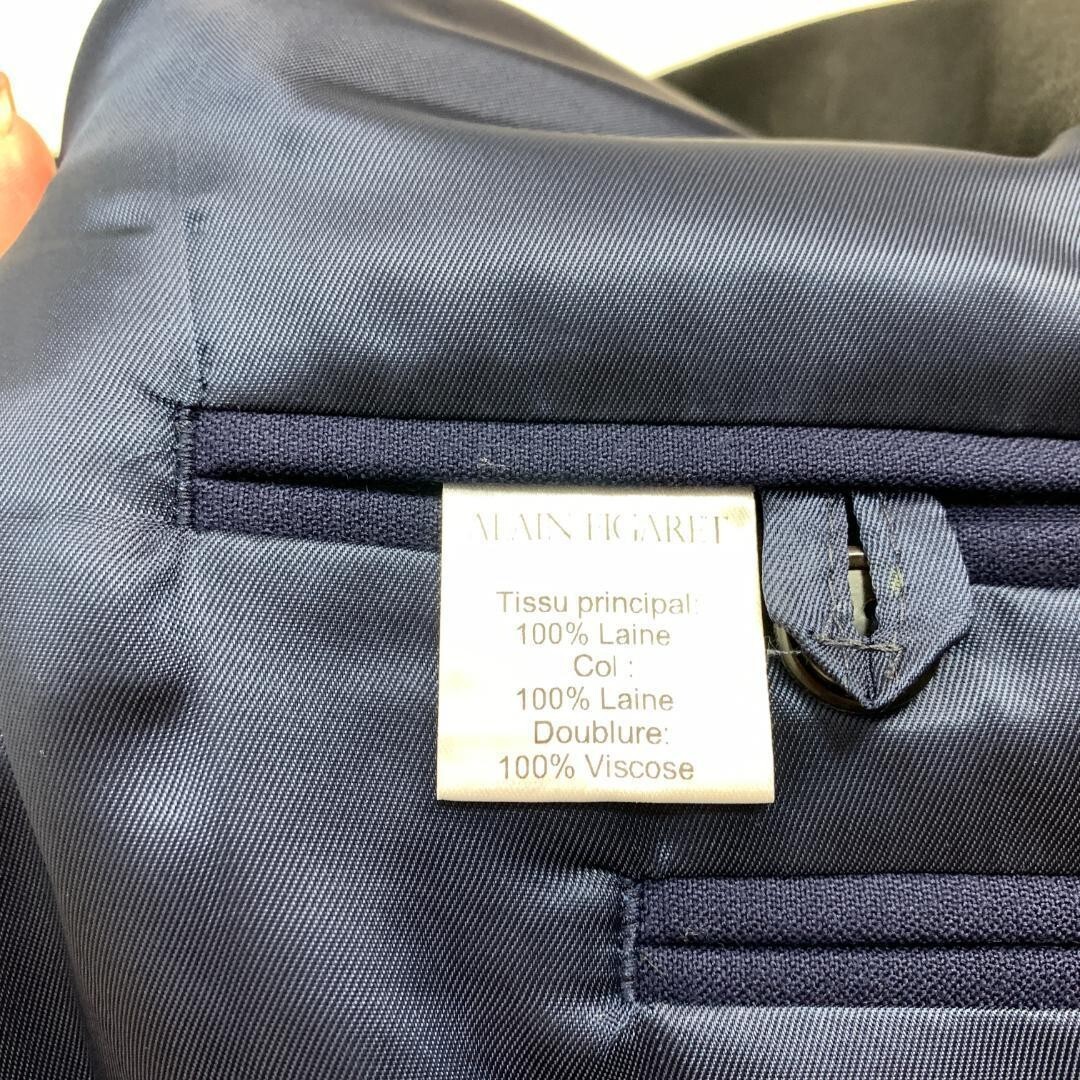 ALAIN FIGARET
Tissu principal:
100% Laine
Col :
100% Laine
Doublure:
100% Viscose